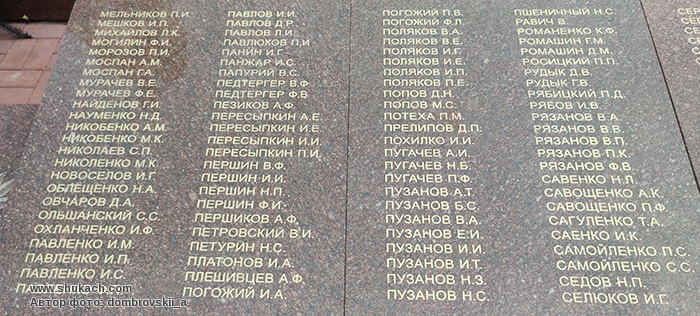 МЕЛЬНИКОВ П.И.
МЕШКОВ И.П.
МИХАЙЛОВ Л.К.
МОГИЛИН Ф.И.
МОРОЗОВ П.И.
МОСПАН А.М.
МОСПАН Г.А.
МУРАЧЕВ В.Е.
МУРАЧЕВ Ф.Е.
НАЙДЕНОВ Г.И.
НАУМЕНКО Н.Д.
НИКОБЕНКО А.М.
НИКОБЕНКО М.К.
НИКОЛАЕВ С.П.
НИКОЛЕНКО М.К.
НОВОСЕЛОВ И.Г.
ОБЛЕЩЕНКО Н.А.
ОВЧАРОВ Д.А.
ОЛЬШАНСКИЙ С.С.
ОХЛАНЧЕНКО И.Ф.
ПАВЛЕНКО И.М.
ПАВЛЕНКО И.П.
ПАВЛЕНКО И.С.
ПАВЛОВ И.И.
ПАВЛОВ Д.Р.
ПАВЛОВ Л.И.
ПАВЛЮКОВ П.И.
ПАНИН И.Г.
ПАНЖАР И.С.
ПАПУРИЙ В.С.
ПЕДТЕРГЕР В.Ф.
ПЕДТЕРГЕР Ф.В.
ПЕЗИКОВ А.Ф.
ПЕРЕСЫПКИН А.Е.
ПЕРЕСЫПКИН И.Е.
ПЕРЕСЫПКИН И.И.
ПЕРЕСЫПКИН П.И.
ПЕРШИН В.Ф.
ПЕРШИН И.И.
ПЕРШИН Н.П.
ПЕРШИН Ф.И.
ПЕРШИКОВ А.Ф.
ПЕТРОВСКИЙ В.И.
ПЕТУРИН Н.С.
ПЛАТОНОВ И.А.
ПЛЕШИВЦЕВ А.Ф.
ПОГОЖИЙ И.А.
ПОГОЖИЙ П.В.
ПОГОЖИЙ Ф.Л.
ПОЛЯКОВ В.А.
ПОЛЯКОВ В.Е.
ПОЛЯКОВ И.Г.
ПОЛЯКОВ И.Е.
ПОЛЯКОВ И.П.
ПОЛЯКОВ П.Е.
ПОПОВ Д.Н.
ПОПОВ М.С.
ПОТЕХА П.М.
ПРЕЛИПОВ Д.П.
ПОХИЛКО И.И.
ПУГАЧЕВ А.И.
ПУГАЧЕВ Н.Б.
ПУГАЧЕВ П.Ф.
ПУЗАНОВ А.Т.
ПУЗАНОВ Б.С.
ПУЗАНОВ В.А.
ПУЗАНОВ Е.И.
ПУЗАНОВ И.И.
ПУЗАНОВ И.Т.
ПУЗАНОВ Н.З.
ПУЗАНОВ Н.С.
ПШЕНИЧНЫЙ Н.С.
РАВИЧ В.
РОМАНЕНКО К.Ф.
РОМАШИН Г.М.
РОМАШИН Д.М.
РОСИЦКИЙ П.П.
РУДЫК Д.В.
РУДЫК Г.В.
РЯБИЦКИЙ П.Д.
РЯБОВ И.В.
РЯЗАНОВ В.А.
РЯЗАНОВ В.В.
РЯЗАНОВ В.П.
РЯЗАНОВ П.К.
РЯЗАНОВ Ф.В.
САВЕНКО Н.Л.
САВОЩЕНКО А.К.
САВОЩЕНКО П.Ф.
САГУЛЕНКО Т.А.
САЕНКО И.К.
САМОЙЛЕНКО П.С.
САМОЙЛЕНКО С.С.
СЕДОВ Н.П.
СЕЛЮКОВ И.Г.
www.shukach.com
Автор фото: dombrovskii_a